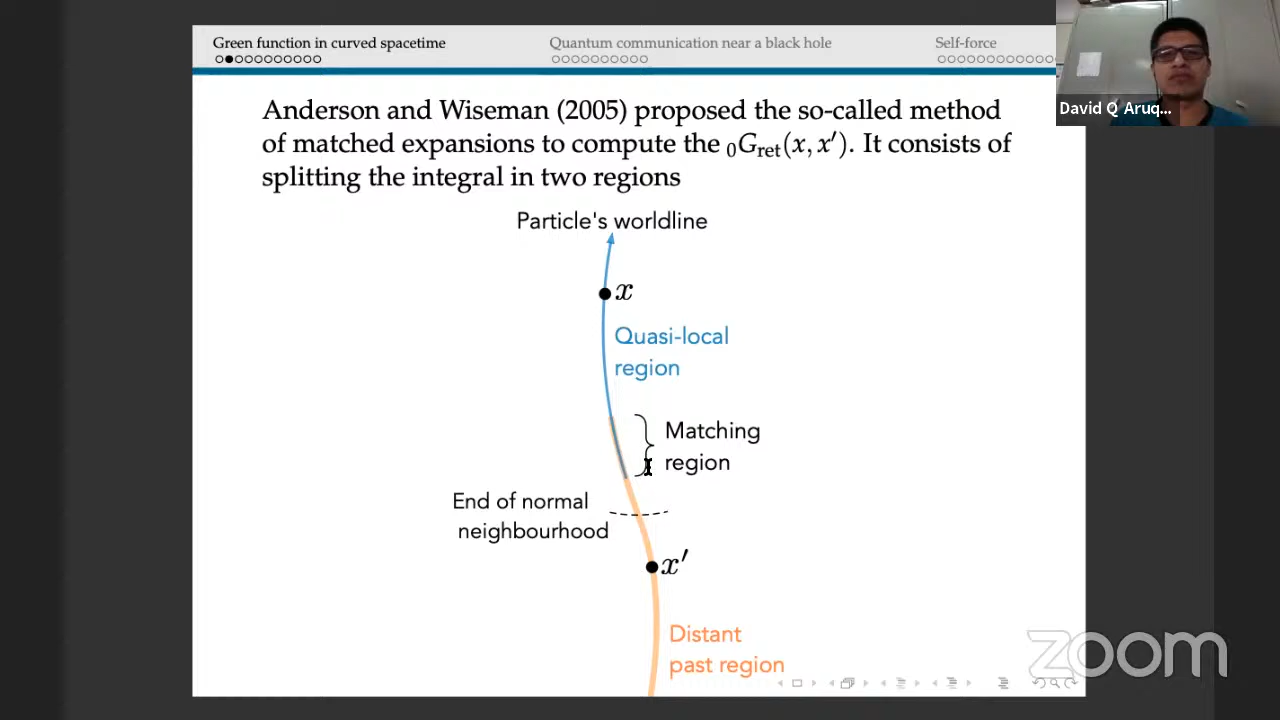 Green function in curved spacetime
Quantum communication near a black hole
Self-force
David Q Aruq...
Anderson and Wiseman (2005) proposed the so-called method
of matched expansions to compute the ₀G_ret(x, x′). It consists of
splitting the integral in two regions
Particle's worldline
x
Quasi-local
region
Matching
region
End of normal
neighbourhood
x′
Distant
past region
zoom